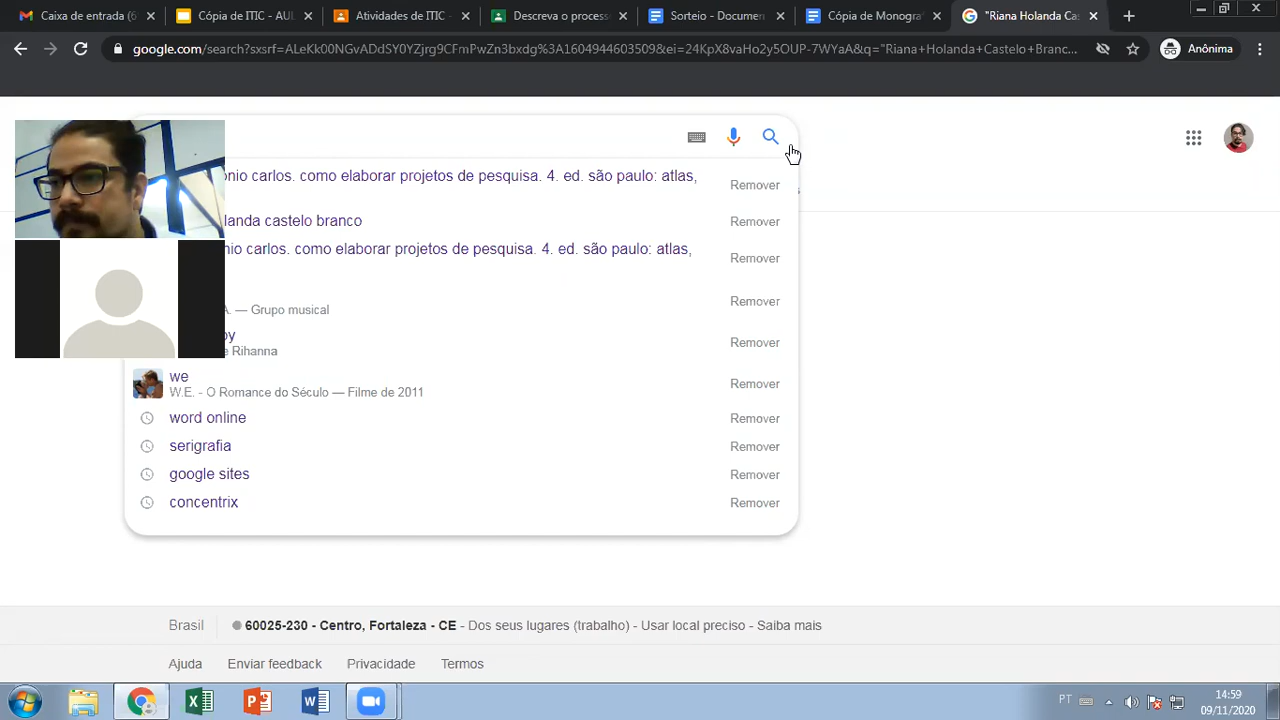 Caixa de entrada (6
Cópia de ITIC - AUL
Atividades de ITIC -
Descreva o proces
Sorteio - Documen
Cópia de Monogra
"Riana Holanda Cas
google.com/search?sxsrf=ALeKk00NGvADdSY0YZjrg9CFmPwZn3bxdg%3A1604944603509&ei=24KpX8vaHo2y5OUP-7WYaA&q="Riana+Holanda+Castelo+Branc...
Anônima
onio carlos. como elaborar projetos de pesquisa. 4. ed. são paulo: atlas,
Remover
landa castelo branco
Remover
nio carlos. como elaborar projetos de pesquisa. 4. ed. são paulo: atlas,
Remover
A. — Grupo musical
Remover
by
e Rihanna
Remover
we
W.E. - O Romance do Século — Filme de 2011
Remover
word online
Remover
serigrafia
Remover
google sites
Remover
concentrix
Remover
Brasil
60025-230 - Centro, Fortaleza - CE - Dos seus lugares (trabalho) - Usar local preciso - Saiba mais
Ajuda
Enviar feedback
Privacidade
Termos
PT
14:59
09/11/2020